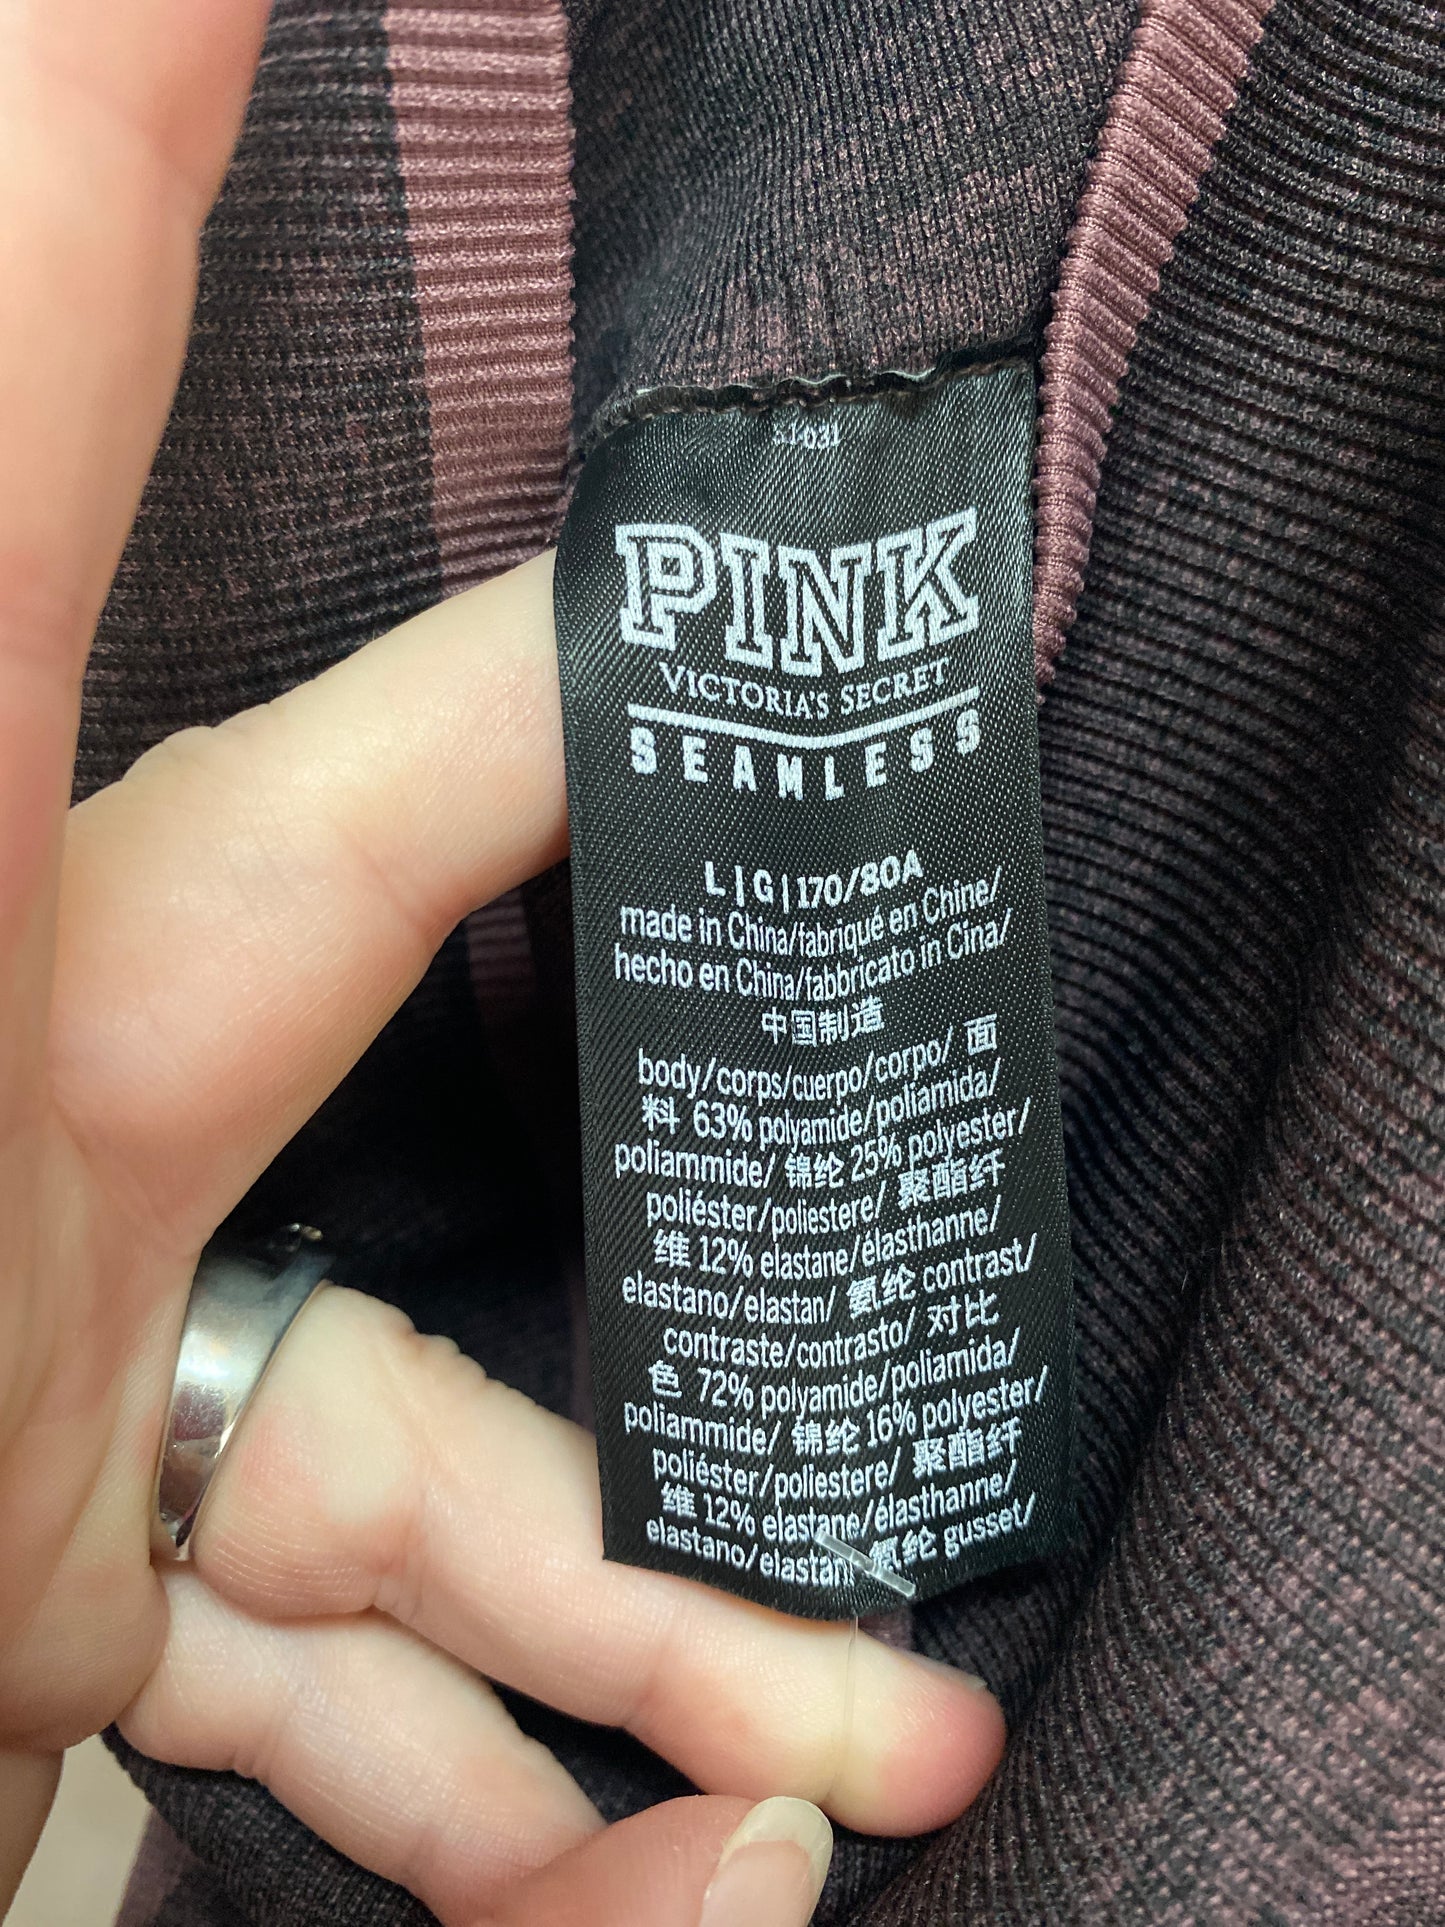 PINK
VICTORIA'S SECRET
SEAMLESS
L|G|170/80A
made in China/fabriqué en Chine/
hecho en China/fabbricato in Cina/
中国制造
body/corps/cuerpo/corpo/ 面
料 63% polyamide/poliamida/
poliammide/ 锦纶 25% polyester/
poliéster/poliestere/ 聚酯纤
维 12% elastane/élasthanne/
elastano/elastan/ 氨纶 contrast/
contraste/contrasto/ 对比
色 72% polyamide/poliamida/
poliammide/ 锦纶 16% polyester/
poliéster/poliestere/ 聚酯纤
维 12% elastane/élasthanne/
elastano/elastan/ 氨纶 gusset/